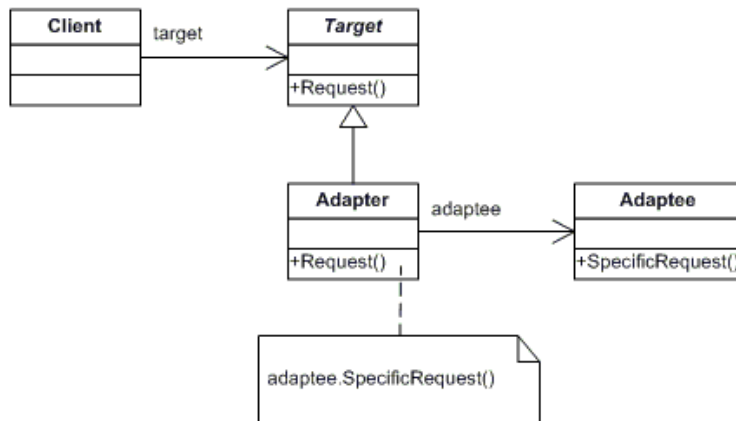 Client
target
Target
+Request()
Adapter
adaptee
Adaptee
+Request()
+SpecificRequest()
adaptee.SpecificRequest()